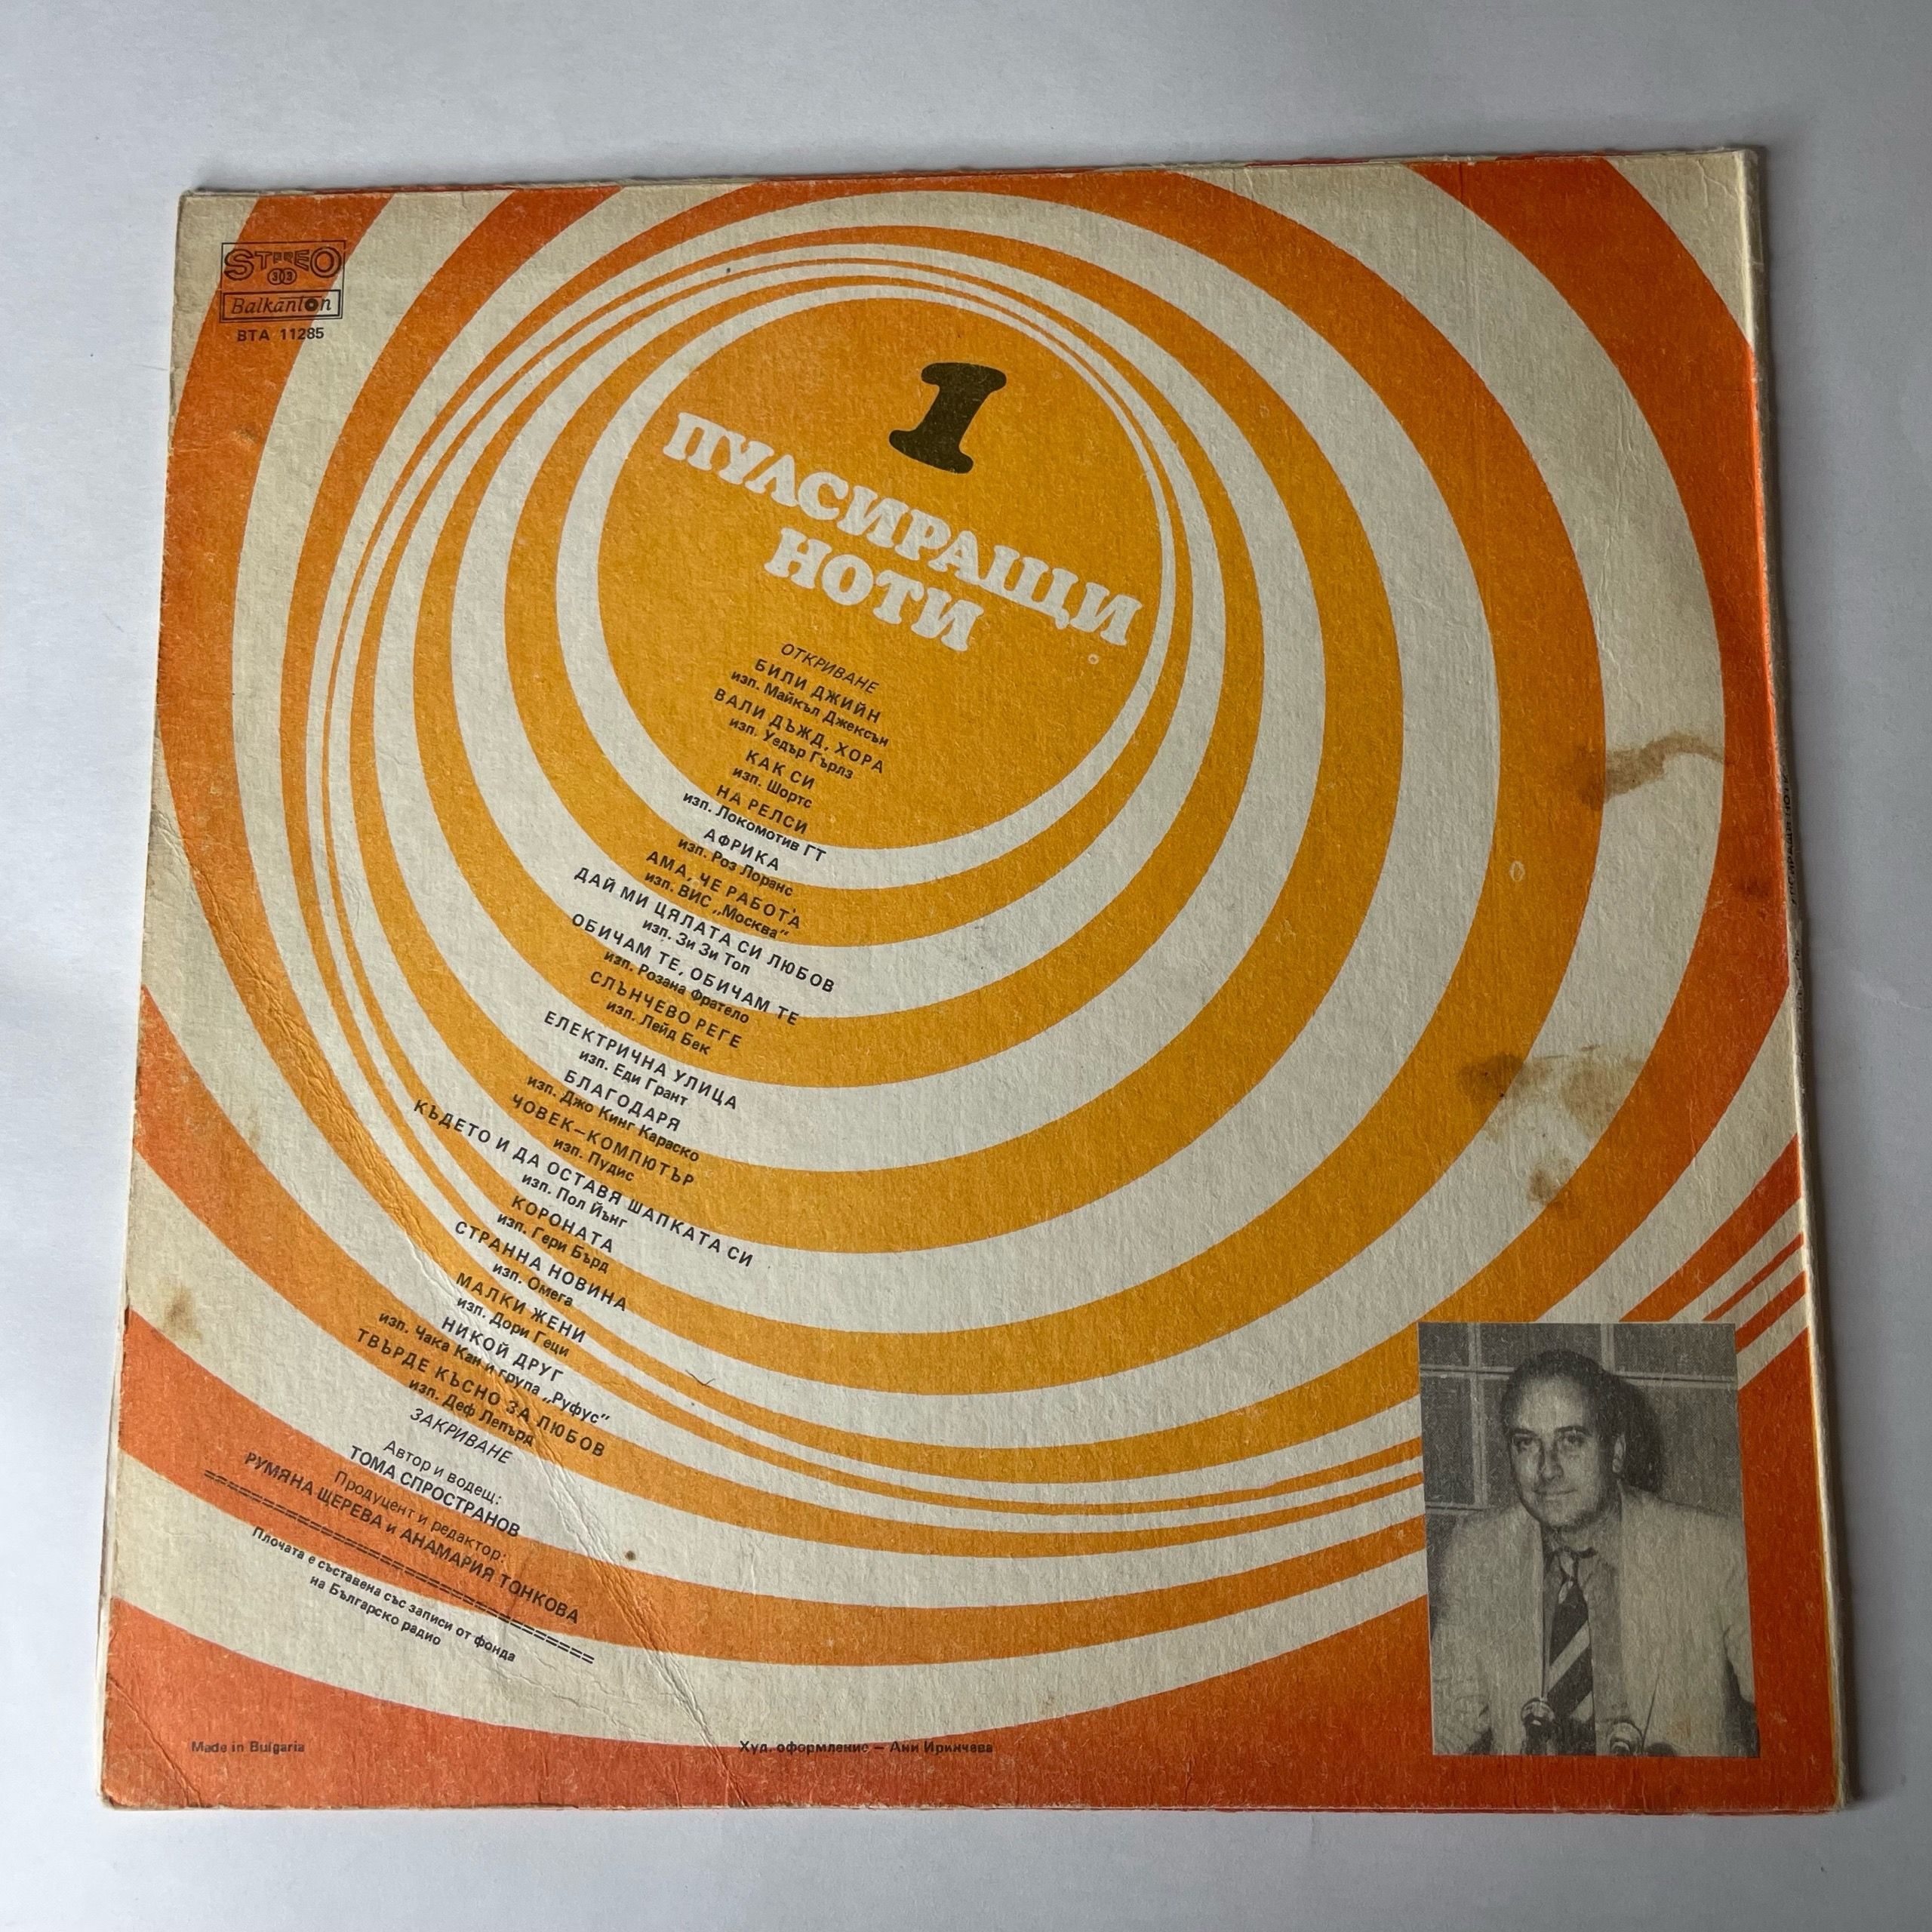 STEREO
33
Balkanton
ВТА 11285
1
ПУЛСИРАЩИ
НОТИ
ОТКРИВАНЕ
БИЛИ ДЖИЙН
изп. Майкъл Джексън
ВАЛИ ДЪЖД, ХОРА
изп. Уедър Гърлз
КАК СИ
изп. Шортс
НА РЕЛСИ
изп. Локомотив ГТ
АФРИКА
изп. Роз Лоранс
АМА, ЧЕ РАБОТА
изп. ВИС „Москва"
ДАЙ МИ ЦЯЛАТА СИ ЛЮБОВ
изп. Зи Зи Топ
ОБИЧАМ ТЕ, ОБИЧАМ ТЕ
изп. Розана Фрателo
СЛЪНЧЕВО РЕГЕ
изп. Лейд Бек
ЕЛЕКТРИЧНА УЛИЦА
изп. Еди Грант
БЛАГОДАРЯ
изп. Джо Кинг Караско
ЧОВЕК—КОМПЮТЪР
изп. Пудис
КЪДЕТО И ДА ОСТАВЯ ШАПКАТА СИ
изп. Пол Йънг
КОРОНАТА
изп. Гери Бърд
СТРАННА НОВИНА
изп. Омега
МАЛКИ ЖЕНИ
изп. Дори Геци
НИКОЙ ДРУГ
изп. Чака Кан и група „Руфус"
ТВЪРДЕ КЪСНО ЗА ЛЮБОВ
изп. Деф Лепърд
ЗАКРИВАНЕ
Автор и водещ:
ТОМА СПРОСТРАНОВ
Продуцент и редактор:
РУМЯНА ЩЕРЕВА и АНАМАРИЯ ТОНКОВА
Плочата е съставена със записи от фонда
на Българско радио
Made in Bulgaria
Худ. оформление — Ани Иринчева